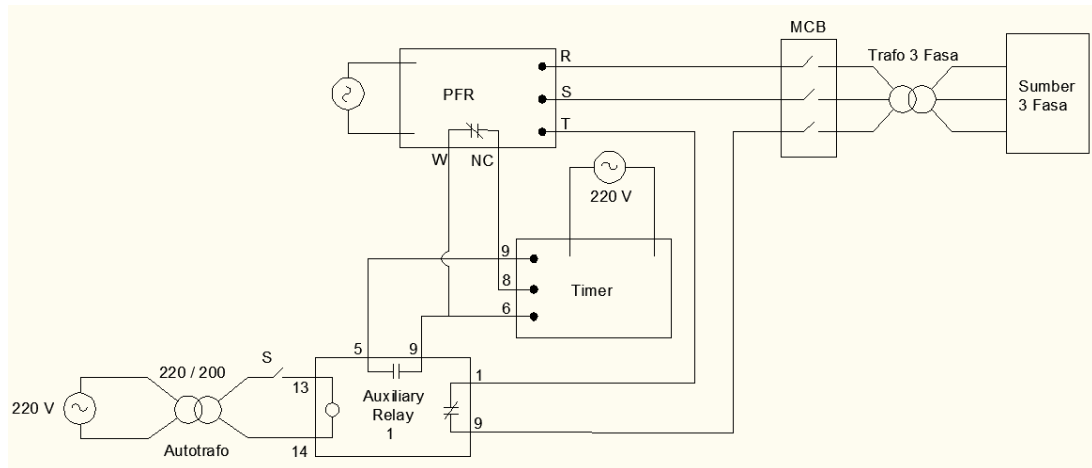 MCB
Trafo 3 Fasa
Sumber
3 Fasa
R
S
T
PFR
W
NC
220 V
9
8
6
Timer
5
9
S
220 / 200
13
14
220 V
Autotrafo
Auxiliary
Relay
1
1
9